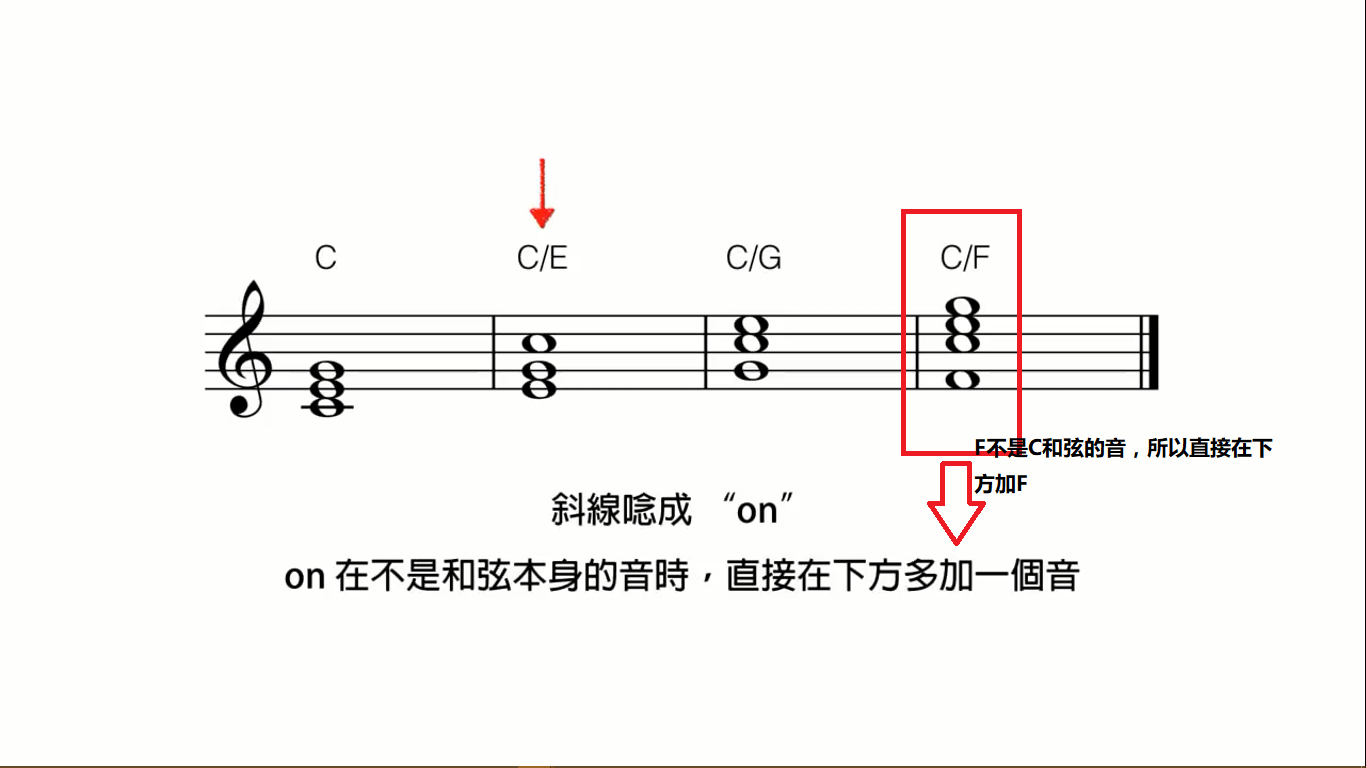 C C/E C/G C/F
F不是C和弦的音，所以直接在下
方加F
斜線唸成 “on”
on 在不是和弦本身的音時，直接在下方多加一個音